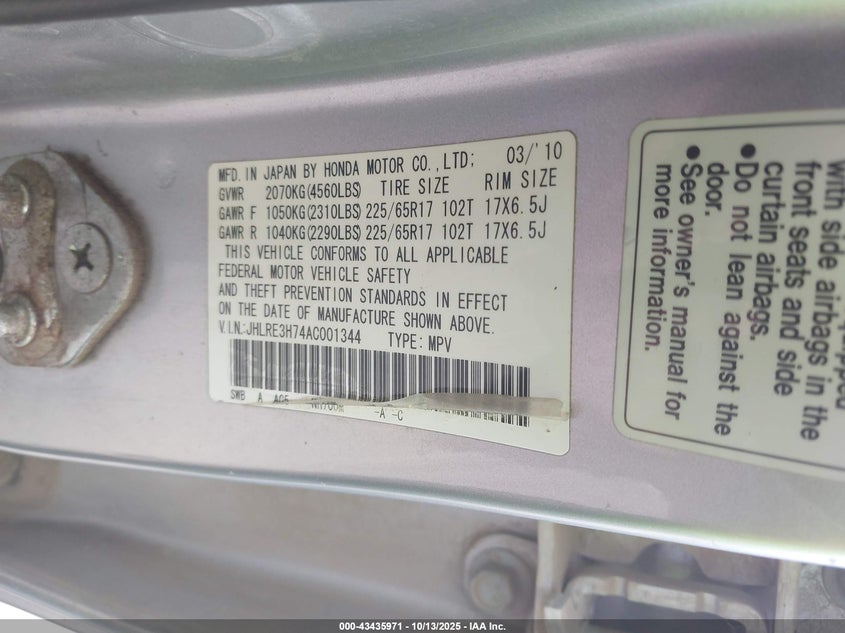 MFD. IN JAPAN BY HONDA MOTOR CO., LTD; 03/'10
GVWR 2070KG(4560LBS) TIRE SIZE RIM SIZE
GAWR F 1050KG(2310LBS) 225/65R17 102T 17X6.5J
GAWR R 1040KG(2290LBS) 225/65R17 102T 17X6.5J
THIS VEHICLE CONFORMS TO ALL APPLICABLE
FEDERAL MOTOR VEHICLE SAFETY
AND THEFT PREVENTION STANDARDS IN EFFECT
ON THE DATE OF MANUFACTURE SHOWN ABOVE.
V.I.N.:JHLRE3H74AC001344 TYPE: MPV
SWB A -A -C
with side airbags in the
front seats and side
curtain airbags.
●Do not lean against the
door.
●See owner's manual for
more information.
000-43435971 | 10/13/2025 | IAA Inc.